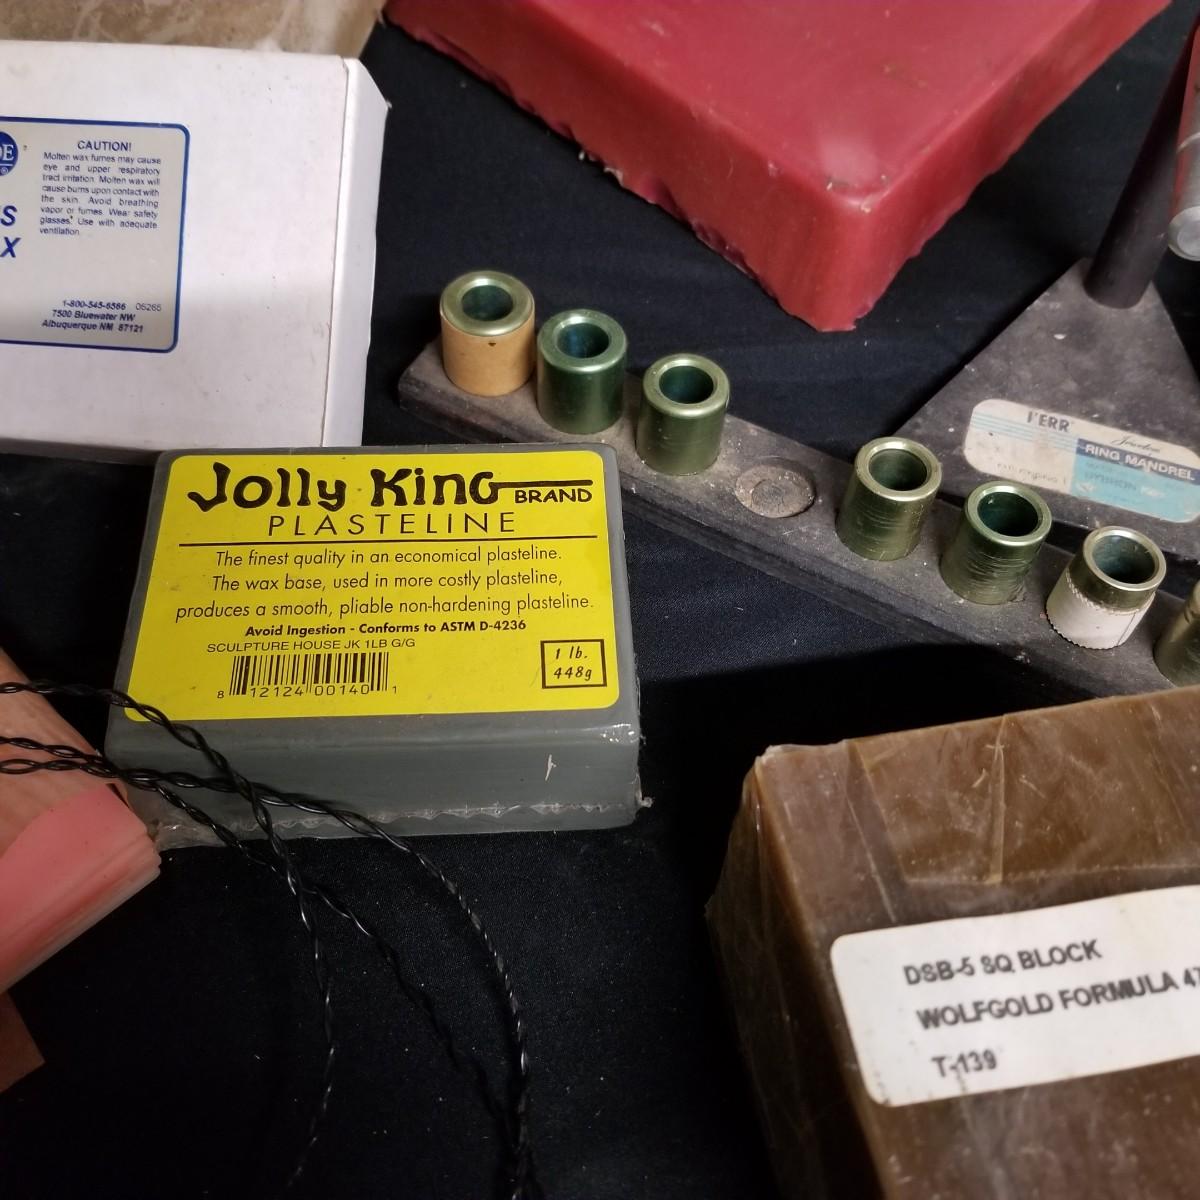 DE
S
X
CAUTION!
Molten wax fumes may cause
eye and upper respiratory
tract irritation. Molten wax will
cause burns upon contact with
the skin. Avoid breathing
vapor or fumes. Wear safety
glasses. Use with adequate
ventilation.
1-800-545-6566 05265
7500 Bluewater NW
Albuquerque NM 87121
Jolly King BRAND
PLASTELINE
The finest quality in an economical plasteline.
The wax base, used in more costly plasteline,
produces a smooth, pliable non-hardening plasteline.
Avoid Ingestion - Conforms to ASTM D-4236
SCULPTURE HOUSE JK 1LB G/G
8 12124 00140 1
1 lb.
448g
RING MANDREL
DSB-5 SQ BLOCK
WOLFGOLD FORMULA 47
T-139